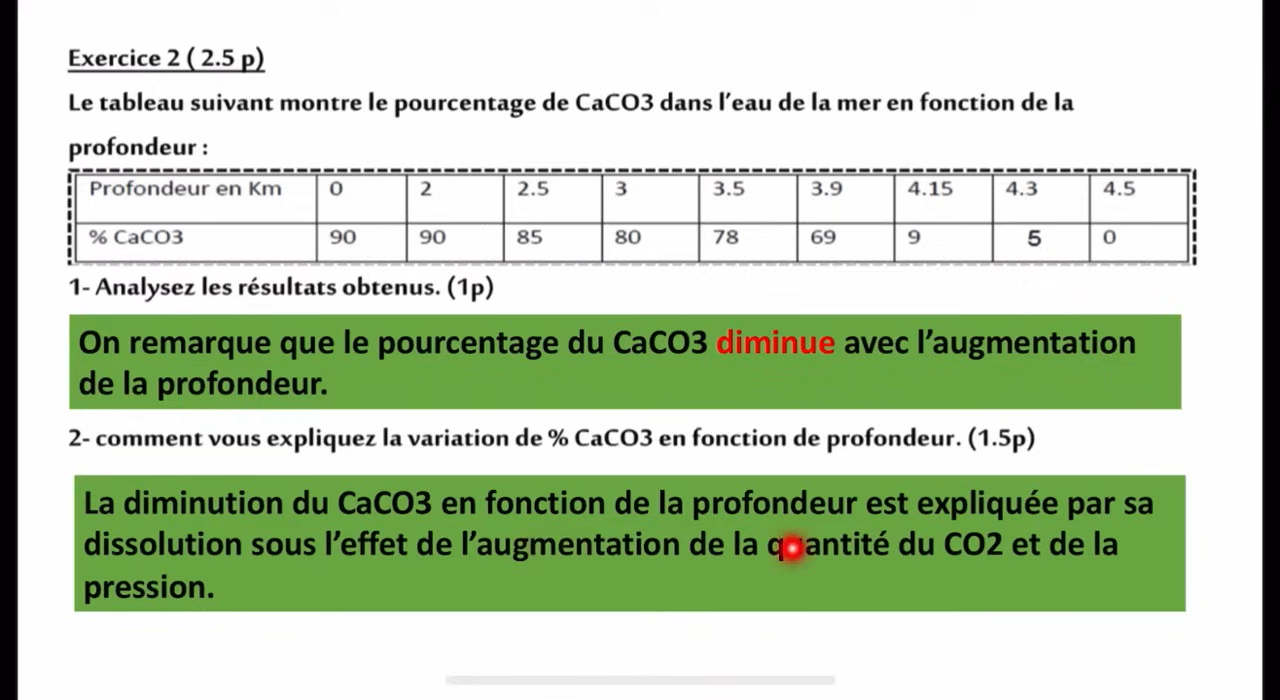 Exercice 2 ( 2.5 p)
Le tableau suivant montre le pourcentage de CaCO3 dans l'eau de la mer en fonction de la
profondeur :
Profondeur en Km 0 2 2.5 3 3.5 3.9 4.15 4.3 4.5
% CaCO3 90 90 85 80 78 69 9 5 0
1- Analysez les résultats obtenus. (1p)
On remarque que le pourcentage du CaCO3 diminue avec l'augmentation
de la profondeur.
2- comment vous expliquez la variation de % CaCO3 en fonction de profondeur. (1.5p)
La diminution du CaCO3 en fonction de la profondeur est expliquée par sa
dissolution sous l'effet de l'augmentation de la quantité du CO2 et de la
pression.